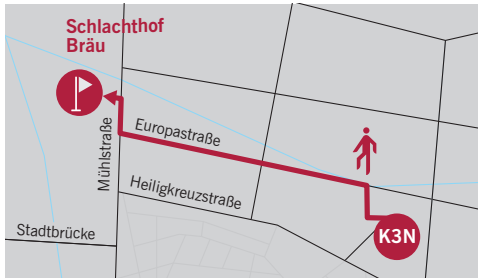 Schlachthof
Bräu
Europastraße
Mühlstraße
Heiligkreuzstraße
Stadtbrücke
K3N